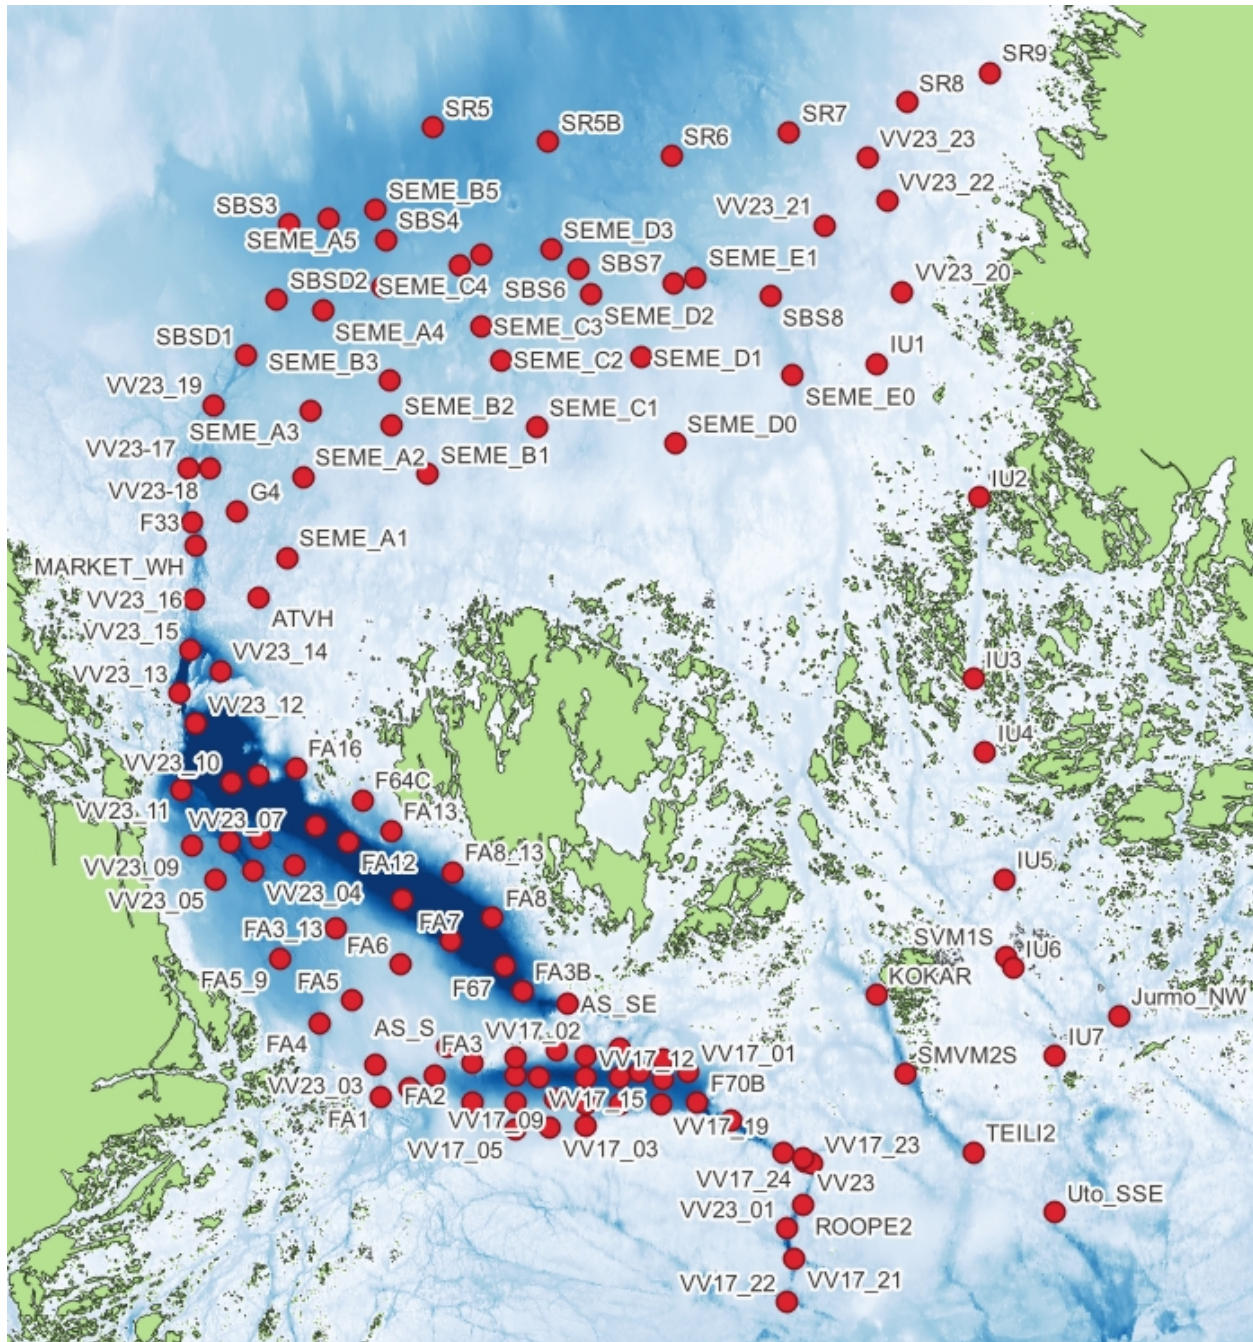 SR9
SR8
SR5
SR7
SR5B
SR6
VV23_23
VV23_22
SEME_B5
SBS3
SBS4
VV23_21
SEME_A5
SEME_D3
SBS7
SEME_E1
VV23_20
SBSD2
SEME_C4
SBS6
SEME_D2
SBS8
SEME_A4
SEME_C3
SBSD1
SEME_B3
SEME_C2
SEME_D1
IU1
VV23_19
SEME_E0
SEME_A3
SEME_B2
SEME_C1
SEME_D0
VV23-17
SEME_A2
SEME_B1
VV23-18
G4
IU2
F33
SEME_A1
MARKET_WH
VV23_16
ATVH
VV23_15
VV23_14
VV23_13
IU3
VV23_12
FA16
IU4
VV23_10
F64C
VV23_11
VV23_07
FA13
FA12
FA8_13
VV23_09
VV23_04
IU5
VV23_05
FA8
FA7
FA3_13
FA6
SVM1S
IU6
FA5_9
FA5
F67
FA3B
KOKAR
AS_SE
Jurmo_NW
FA4
AS_S
FA3
VV17_02
VV17_12
VV17_01
IU7
SMVM2S
VV23_03
FA2
F70B
FA1
VV17_09
VV17_15
VV17_19
VV17_05
VV17_03
VV17_23
TEILI2
VV17_24
VV23
Uto_SSE
VV23_01
ROOPE2
VV17_22
VV17_21